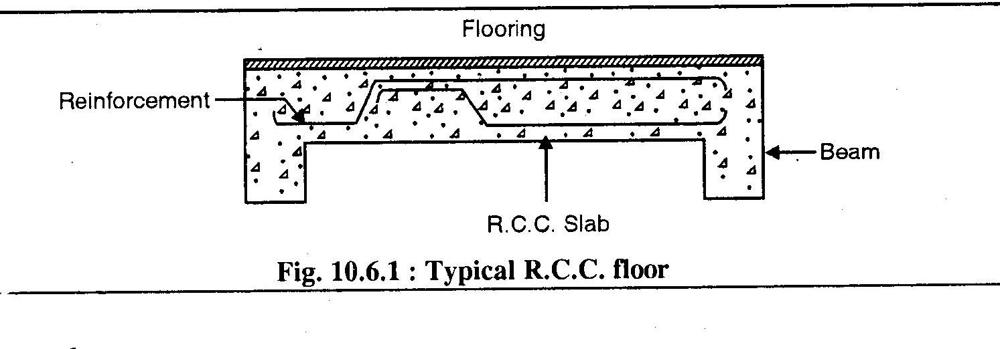 Flooring
Reinforcement
Beam
R.C.C. Slab
Fig. 10.6.1 : Typical R.C.C. floor